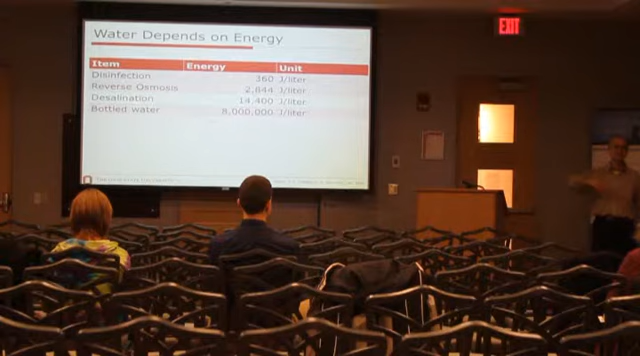 Water Depends on Energy
Item Energy Unit
Disinfection 360 J/liter
Reverse Osmosis 2,844 J/liter
Desalination 14,400 J/liter
Bottled water 8,000,000 J/liter
EXIT